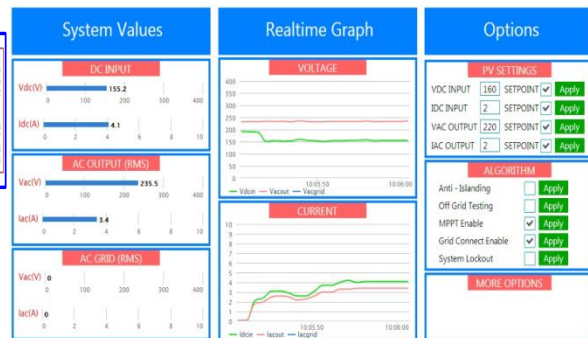 System Values
DC INPUT
Vdc(V) 155.2
0 100 200 300 400
Idc(A) 4.1
0 2 4 6 8 10
AC OUTPUT (RMS)
Vac(V) 235.5
0 100 200 300 400
Iac(A) 3.4
0 2 4 6 8 10
AC GRID (RMS)
Vac(V) 0
0 100 200 300 400
Iac(A) 0
0 2 4 6 8 10
Realtime Graph
VOLTAGE
400
350
300
250
200
150
100
50
0
10:05:50 10:06:00
Vdcin Vacout Vacgrid
CURRENT
10
9
8
7
6
5
4
3
2
1
0
10:05:50 10:06:00
Idcin Iacout Iacgrid
Options
PV SETTINGS
VDC INPUT 160 SETPOINT Apply
IDC INPUT 2 SETPOINT Apply
VAC OUTPUT 220 SETPOINT Apply
IAC OUTPUT 2 SETPOINT Apply
ALGORITHM
Anti - Islanding Apply
Off Grid Testing Apply
MPPT Enable Apply
Grid Connect Enable Apply
System Lockout Apply
MORE OPTIONS